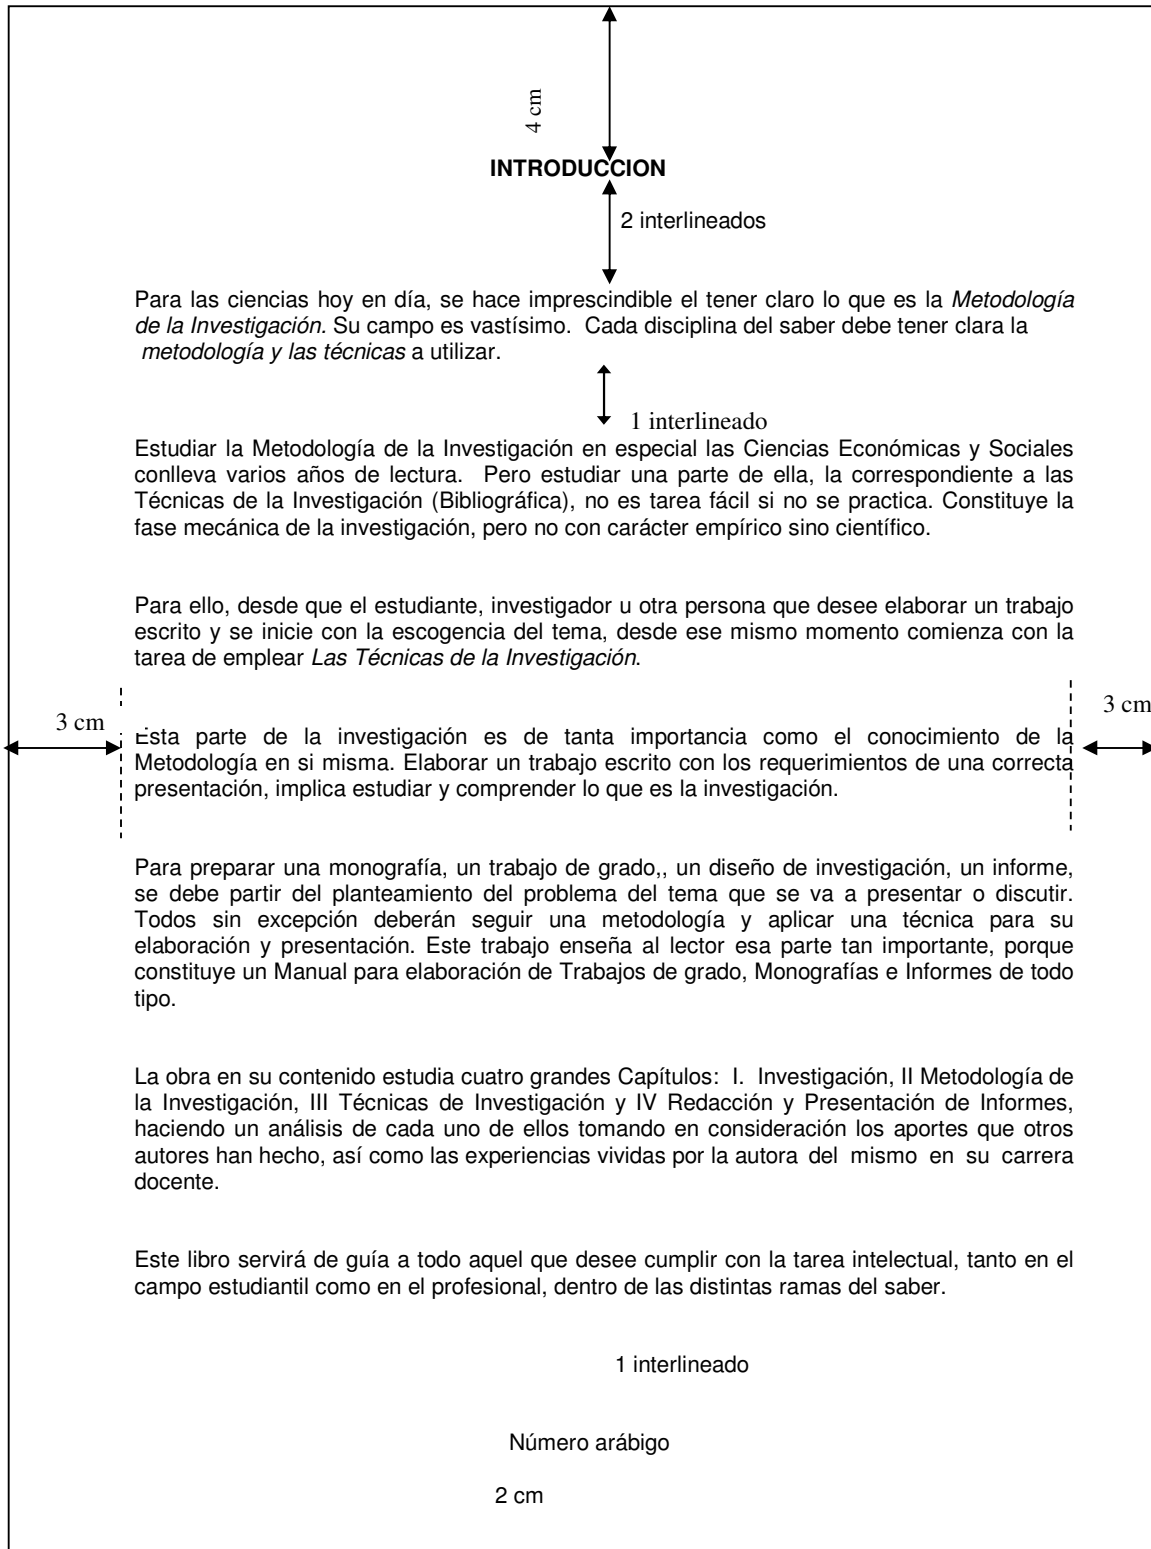 4 cm
INTRODUCCION
2 interlineados
Para las ciencias hoy en día, se hace imprescindible el tener claro lo que es la Metodología
de la Investigación. Su campo es vastísimo. Cada disciplina del saber debe tener clara la
metodología y las técnicas a utilizar.
1 interlineado
Estudiar la Metodología de la Investigación en especial las Ciencias Económicas y Sociales
conlleva varios años de lectura. Pero estudiar una parte de ella, la correspondiente a las
Técnicas de la Investigación (Bibliográfica), no es tarea fácil si no se practica. Constituye la
fase mecánica de la investigación, pero no con carácter empírico sino científico.
Para ello, desde que el estudiante, investigador u otra persona que desee elaborar un trabajo
escrito y se inicie con la escogencia del tema, desde ese mismo momento comienza con la
tarea de emplear Las Técnicas de la Investigación.
3 cm
3 cm
Esta parte de la investigación es de tanta importancia como el conocimiento de la
Metodología en si misma. Elaborar un trabajo escrito con los requerimientos de una correcta
presentación, implica estudiar y comprender lo que es la investigación.
Para preparar una monografía, un trabajo de grado,, un diseño de investigación, un informe,
se debe partir del planteamiento del problema del tema que se va a presentar o discutir.
Todos sin excepción deberán seguir una metodología y aplicar una técnica para su
elaboración y presentación. Este trabajo enseña al lector esa parte tan importante, porque
constituye un Manual para elaboración de Trabajos de grado, Monografías e Informes de todo
tipo.
La obra en su contenido estudia cuatro grandes Capítulos: I. Investigación, II Metodología de
la Investigación, III Técnicas de Investigación y IV Redacción y Presentación de Informes,
haciendo un análisis de cada uno de ellos tomando en consideración los aportes que otros
autores han hecho, así como las experiencias vividas por la autora del mismo en su carrera
docente.
Este libro servirá de guía a todo aquel que desee cumplir con la tarea intelectual, tanto en el
campo estudiantil como en el profesional, dentro de las distintas ramas del saber.
1 interlineado
Número arábigo
2 cm